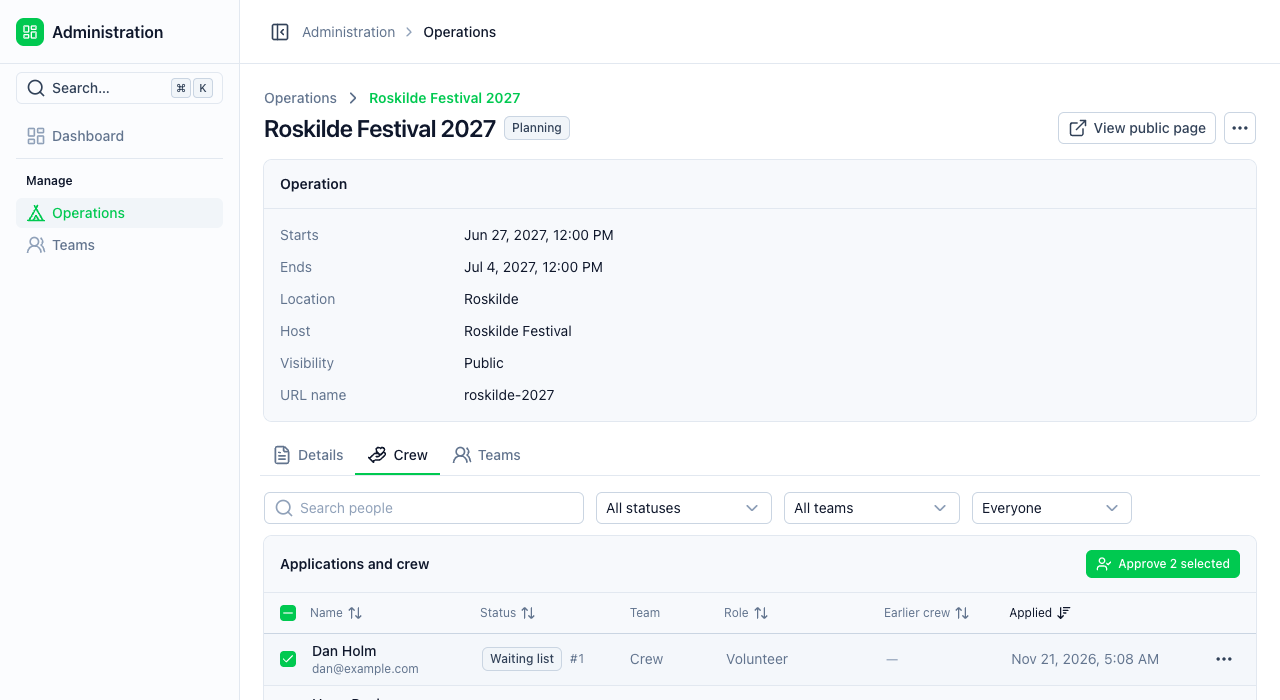 Administration
Administration
Operations
Search...
⌘ K
Dashboard
Manage
Operations
Teams
Operations
Roskilde Festival 2027
Roskilde Festival 2027
Planning
View public page
Operation
Starts Jun 27, 2027, 12:00 PM
Ends Jul 4, 2027, 12:00 PM
Location Roskilde
Host Roskilde Festival
Visibility Public
URL name roskilde-2027
Details Crew Teams
Search people All statuses All teams Everyone
Applications and crew Approve 2 selected
Name Status Team Role Earlier crew Applied
Dan Holm Waiting list #1 Crew Volunteer — Nov 21, 2026, 5:08 AM
dan@example.com